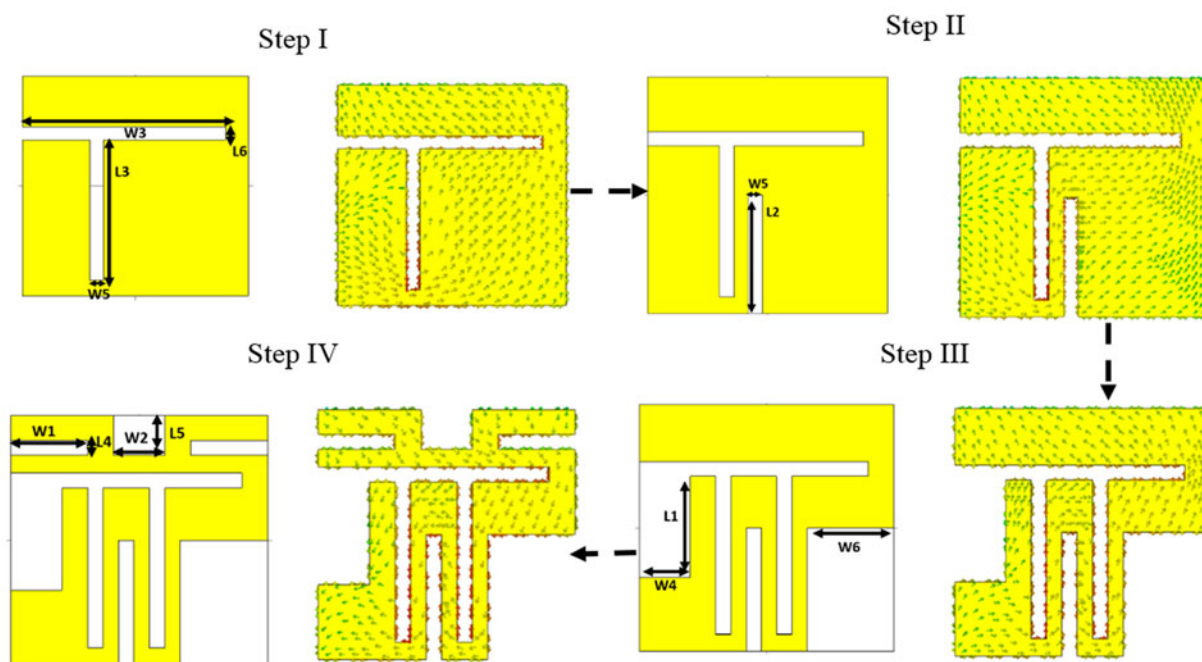 Step I
Step II
W3
L6
L3
W5
W5
L2
Step IV
Step III
W1
L4
W2
L5
L1
W4
W6